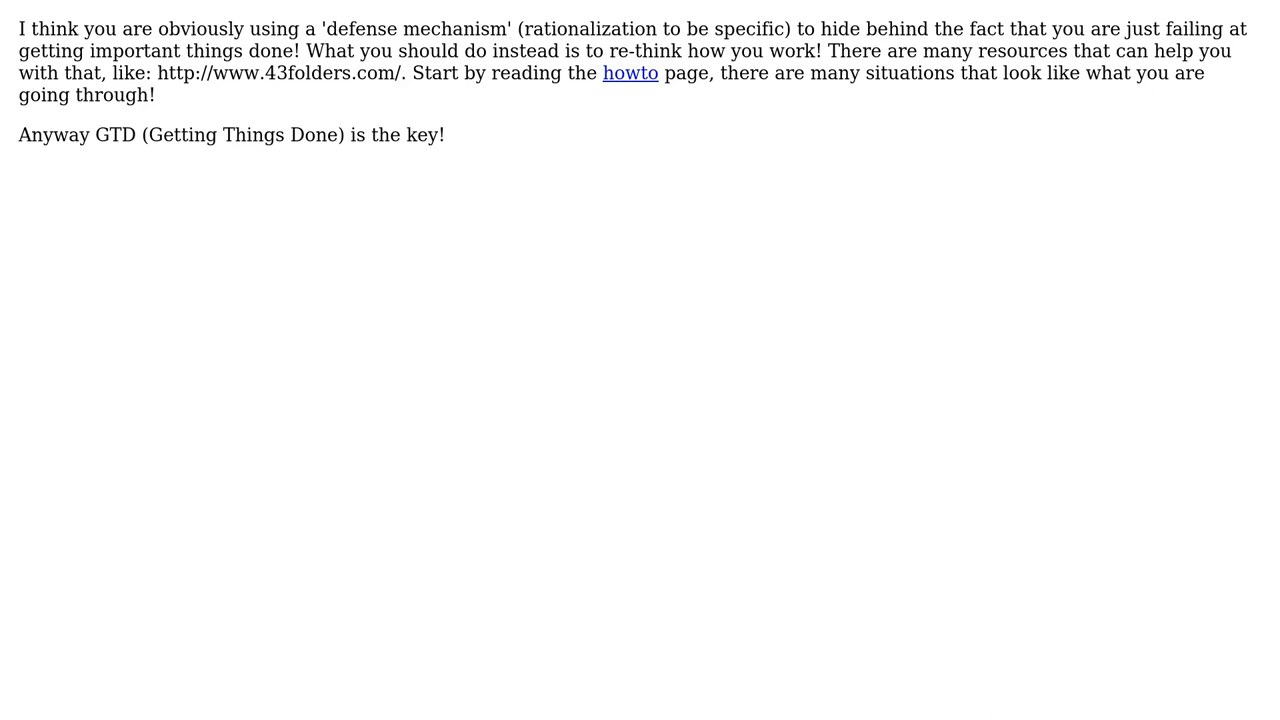 I think you are obviously using a 'defense mechanism' (rationalization to be specific) to hide behind the fact that you are just failing at
getting important things done! What you should do instead is to re-think how you work! There are many resources that can help you
with that, like: http://www.43folders.com/. Start by reading the howto page, there are many situations that look like what you are
going through!
Anyway GTD (Getting Things Done) is the key!